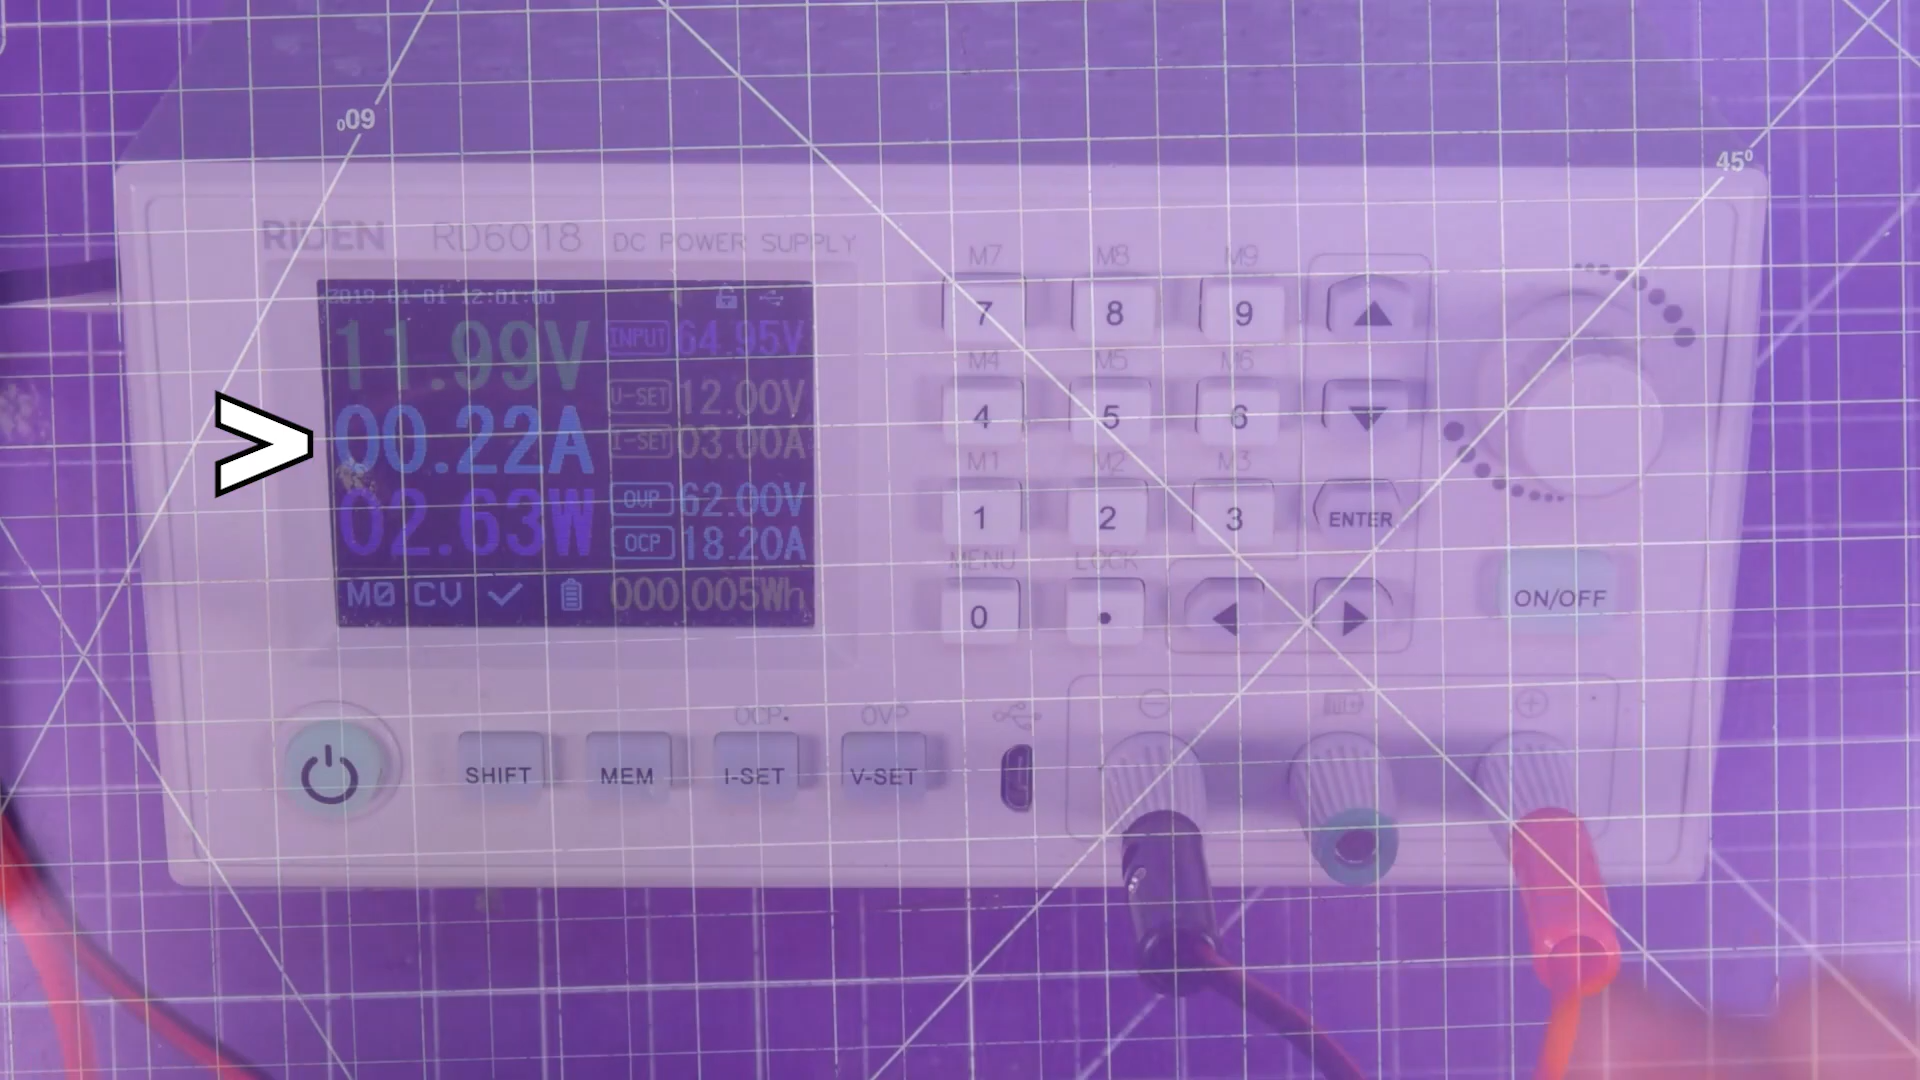 60⁰
45⁰
RIDEN RD6018 DC POWER SUPPLY
2019-01-01 12:01:00
11.99V INPUT 64.95V
V-SET 12.00V
>
00.22A I-SET 03.00A
02.63W OVP 62.00V
OCP 18.20A
M0 CV 000.005Wh
M7 M8 M9
7 8 9
M4 M5 M6
4 5 6
M1 M2 M3
1 2 3 ENTER
MENU LOCK
0 •
ON/OFF
OCP OVP
SHIFT MEM I-SET V-SET